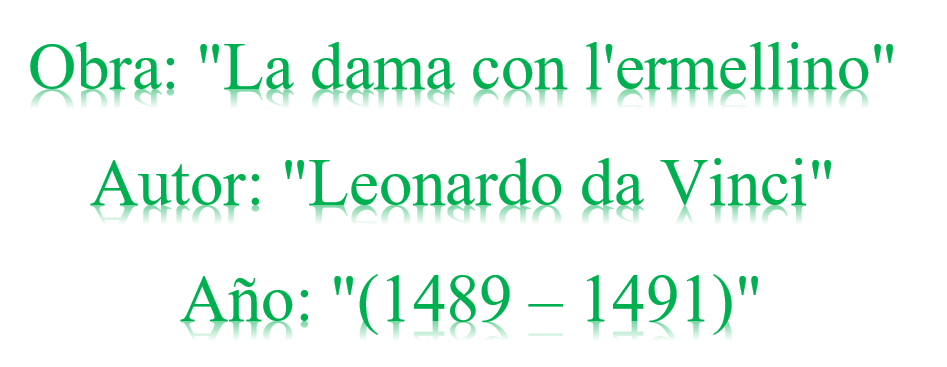 Obra: "La dama con l'ermellino"
Autor: "Leonardo da Vinci"
Año: "(1489 – 1491)"